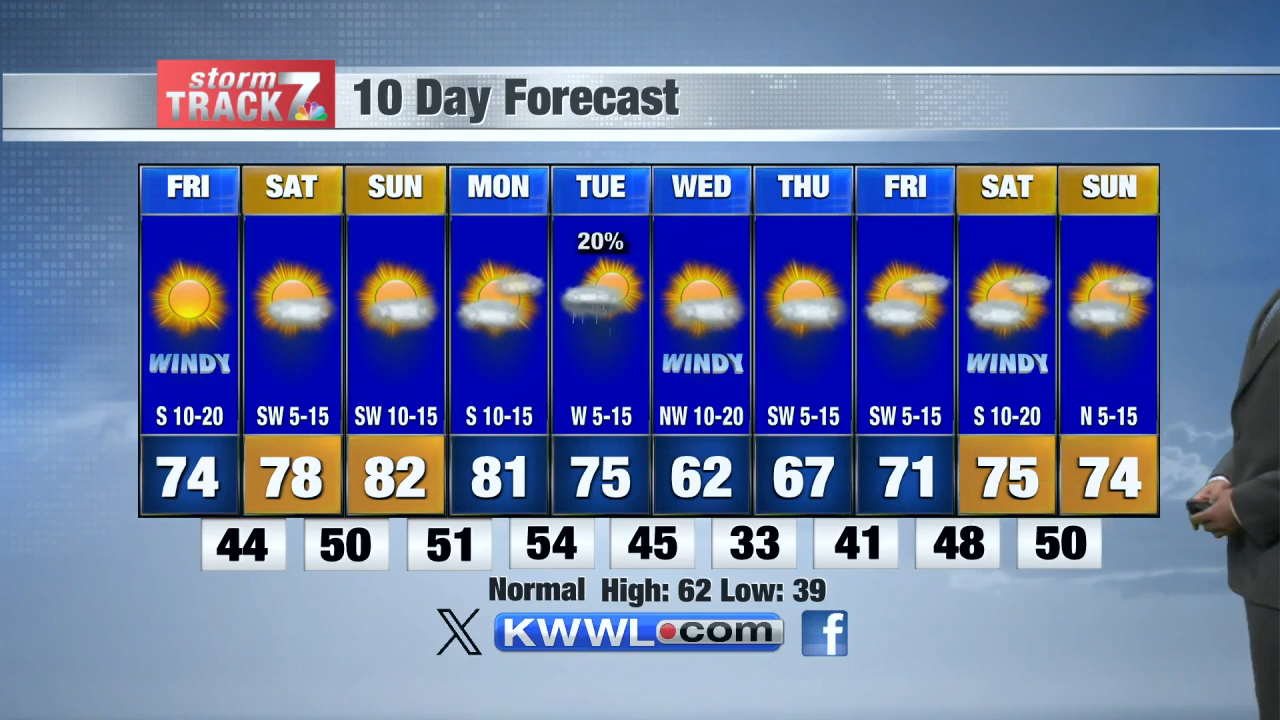 storm
TRACK 7
10 Day Forecast
FRI SAT SUN MON TUE WED THU FRI SAT SUN
20%
WINDY WINDY WINDY
S 10-20 SW 5-15 SW 10-15 S 10-15 W 5-15 NW 10-20 SW 5-15 SW 5-15 S 10-20 N 5-15
74 78 82 81 75 62 67 71 75 74
44 50 51 54 45 33 41 48 50
Normal High: 62 Low: 39
X KWWL.com f